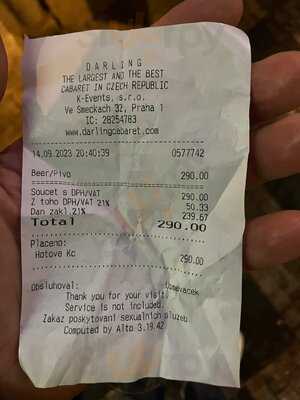 DARLING
THE LARGEST AND THE BEST
CABARET IN CZECH REPUBLIC
K-Events, s.r.o.
Ve Smeckach 32, Praha 1
IC: 28254783
www.darlingcabaret.com
14.09.2023 20:40:39 0577742
Beer/Pivo 290.00
Soucet s DPH/VAT 290.00
Z toho DPH/VAT 21% 50.33
Dan zakl.21% 239.67
Total 290.00
Placeno:
Hotove Kc 290.00
Obsluhoval:
Thank you for your visit.
Service is not included.
Zakaz poskytovani sexualnich sluzeb
Computed by Alto 3.19.42